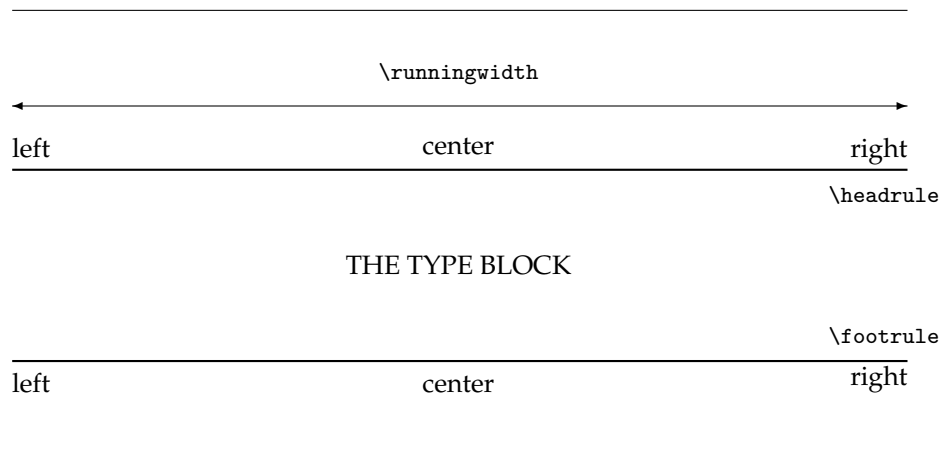 \runningwidth
left center right
\headrule
THE TYPE BLOCK
\footrule
left center right